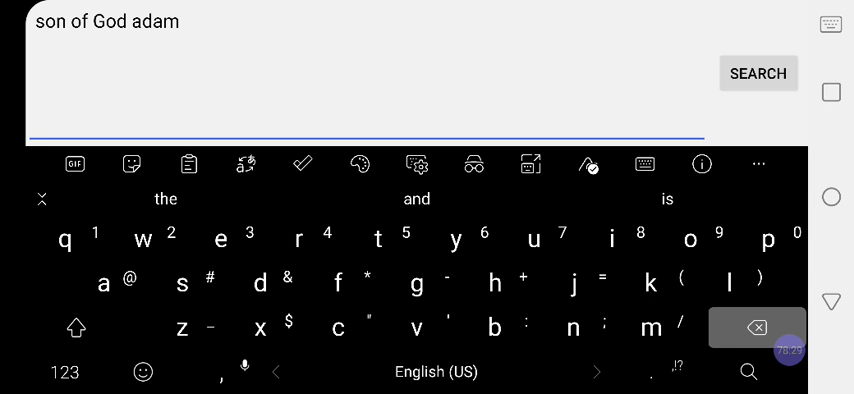 son of God adam
SEARCH
GIF
the and is
q 1 w 2 e 3 r 4 t 5 y 6 u 7 i 8 o 9 p 0
a @ s # d & f * g - h + j = k ( l )
z _ x $ c " v ' b : n ; m /
78:29
123 , English (US) . ,!?